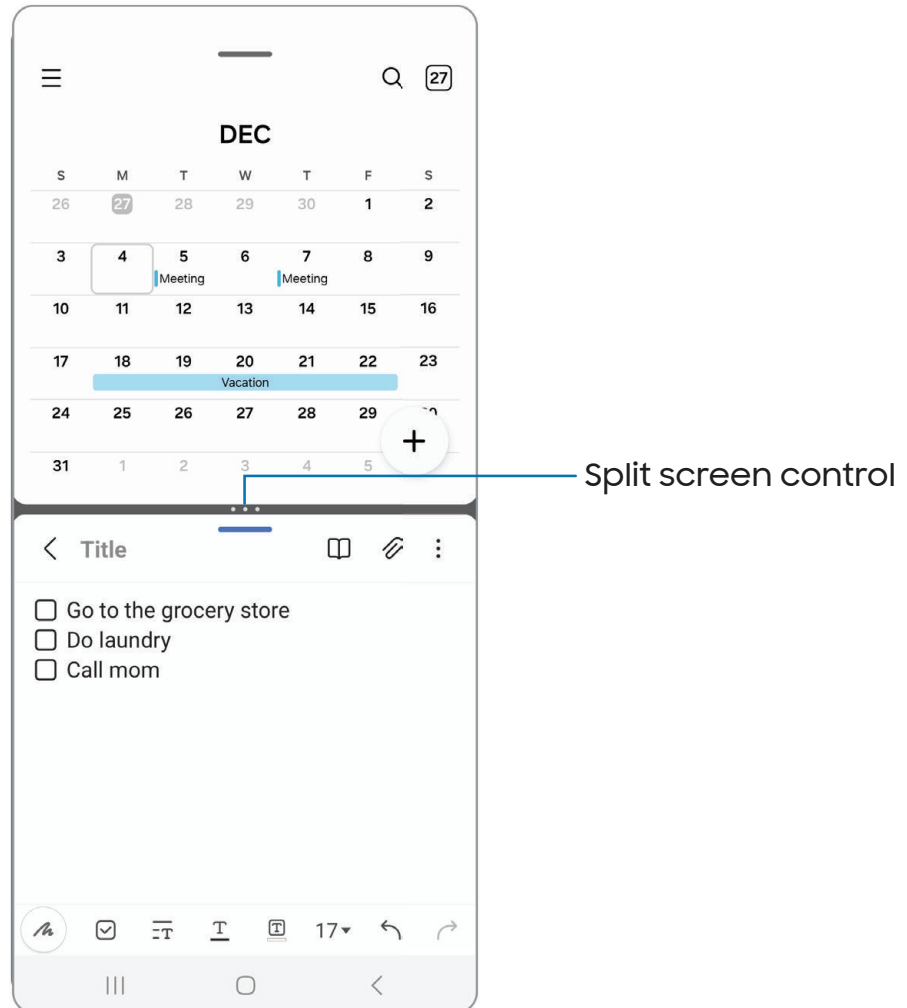 27
DEC
S M T W T F S
26 27 28 29 30 1 2
3 4 5 6 7 8 9
Meeting Meeting
10 11 12 13 14 15 16
17 18 19 20 21 22 23
Vacation
24 25 26 27 28 29
31 1 2 3 4 5
Split screen control
Title
Go to the grocery store
Do laundry
Call mom
17